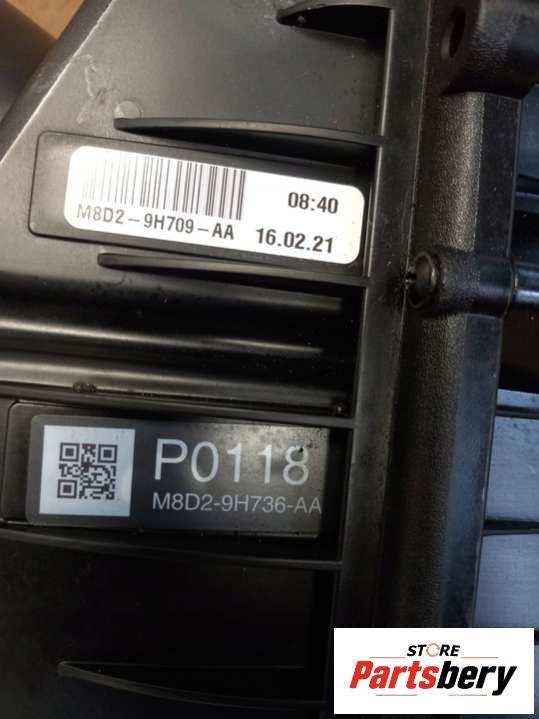 08:40
M8D2-9H709-AA 16.02.21
P0118
M8D2-9H736-AA
STORE
Partsbery